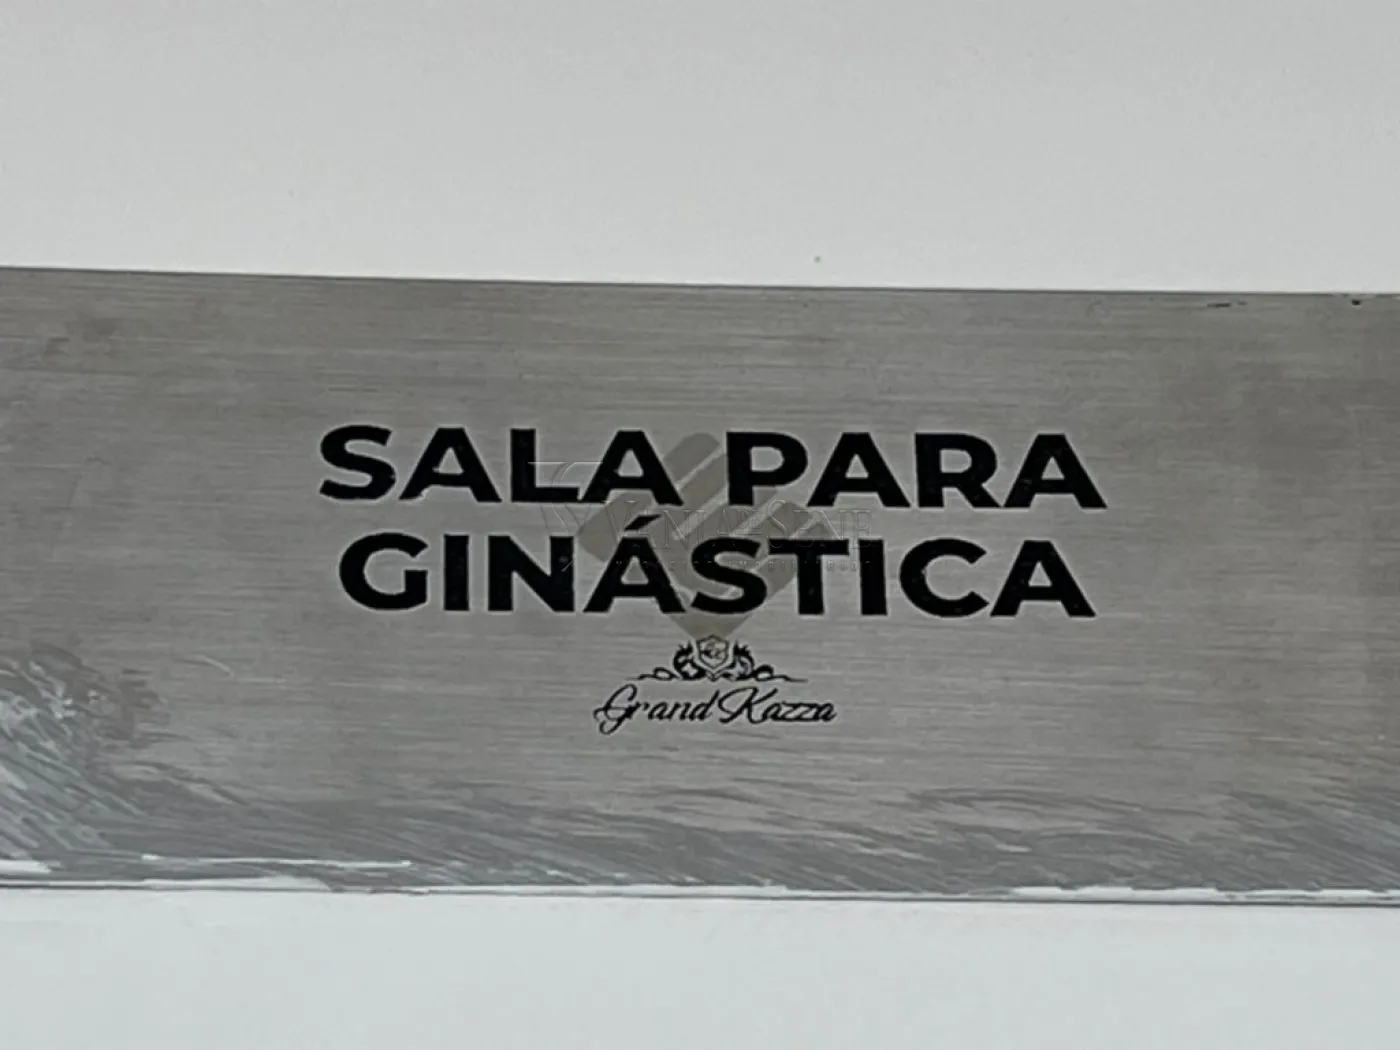 SALA PARA
GINÁSTICA
Grand Kazza